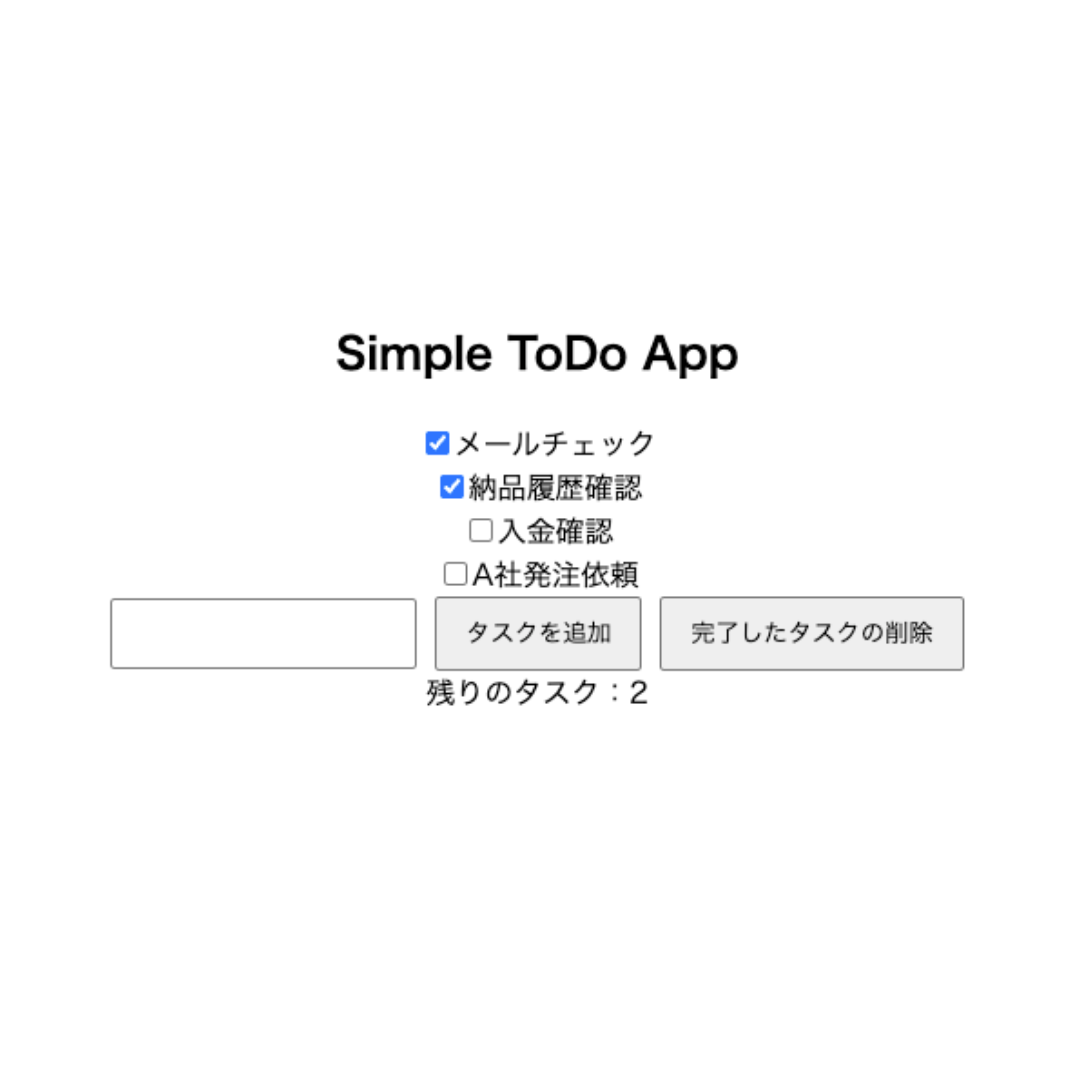 Simple ToDo App
メールチェック
納品履歴確認
入金確認
A社発注依頼
タスクを追加 完了したタスクの削除
残りのタスク：2